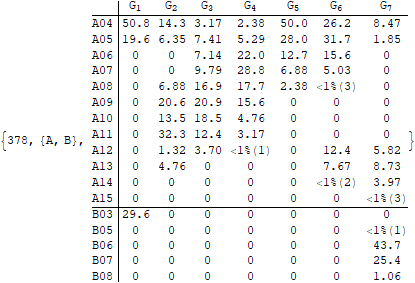 G1 G2 G3 G4 G5 G6 G7
A04 50.8 14.3 3.17 2.38 50.0 26.2 8.47
A05 19.6 6.35 7.41 5.29 28.0 31.7 1.85
A06 0 0 7.14 22.0 12.7 15.6 0
A07 0 0 9.79 28.8 6.88 5.03 0
A08 0 6.88 16.9 17.7 2.38 <1%(3) 0
A09 0 20.6 20.9 15.6 0 0 0
A10 0 13.5 18.5 4.76 0 0 0
A11 0 32.3 12.4 3.17 0 0 0
{378, {A, B}, A12 0 1.32 3.70 <1%(1) 0 12.4 5.82 }
A13 0 4.76 0 0 0 7.67 8.73
A14 0 0 0 0 0 <1%(2) 3.97
A15 0 0 0 0 0 0 <1%(3)
B03 29.6 0 0 0 0 0 0
B05 0 0 0 0 0 0 <1%(1)
B06 0 0 0 0 0 0 43.7
B07 0 0 0 0 0 0 25.4
B08 0 0 0 0 0 0 1.06